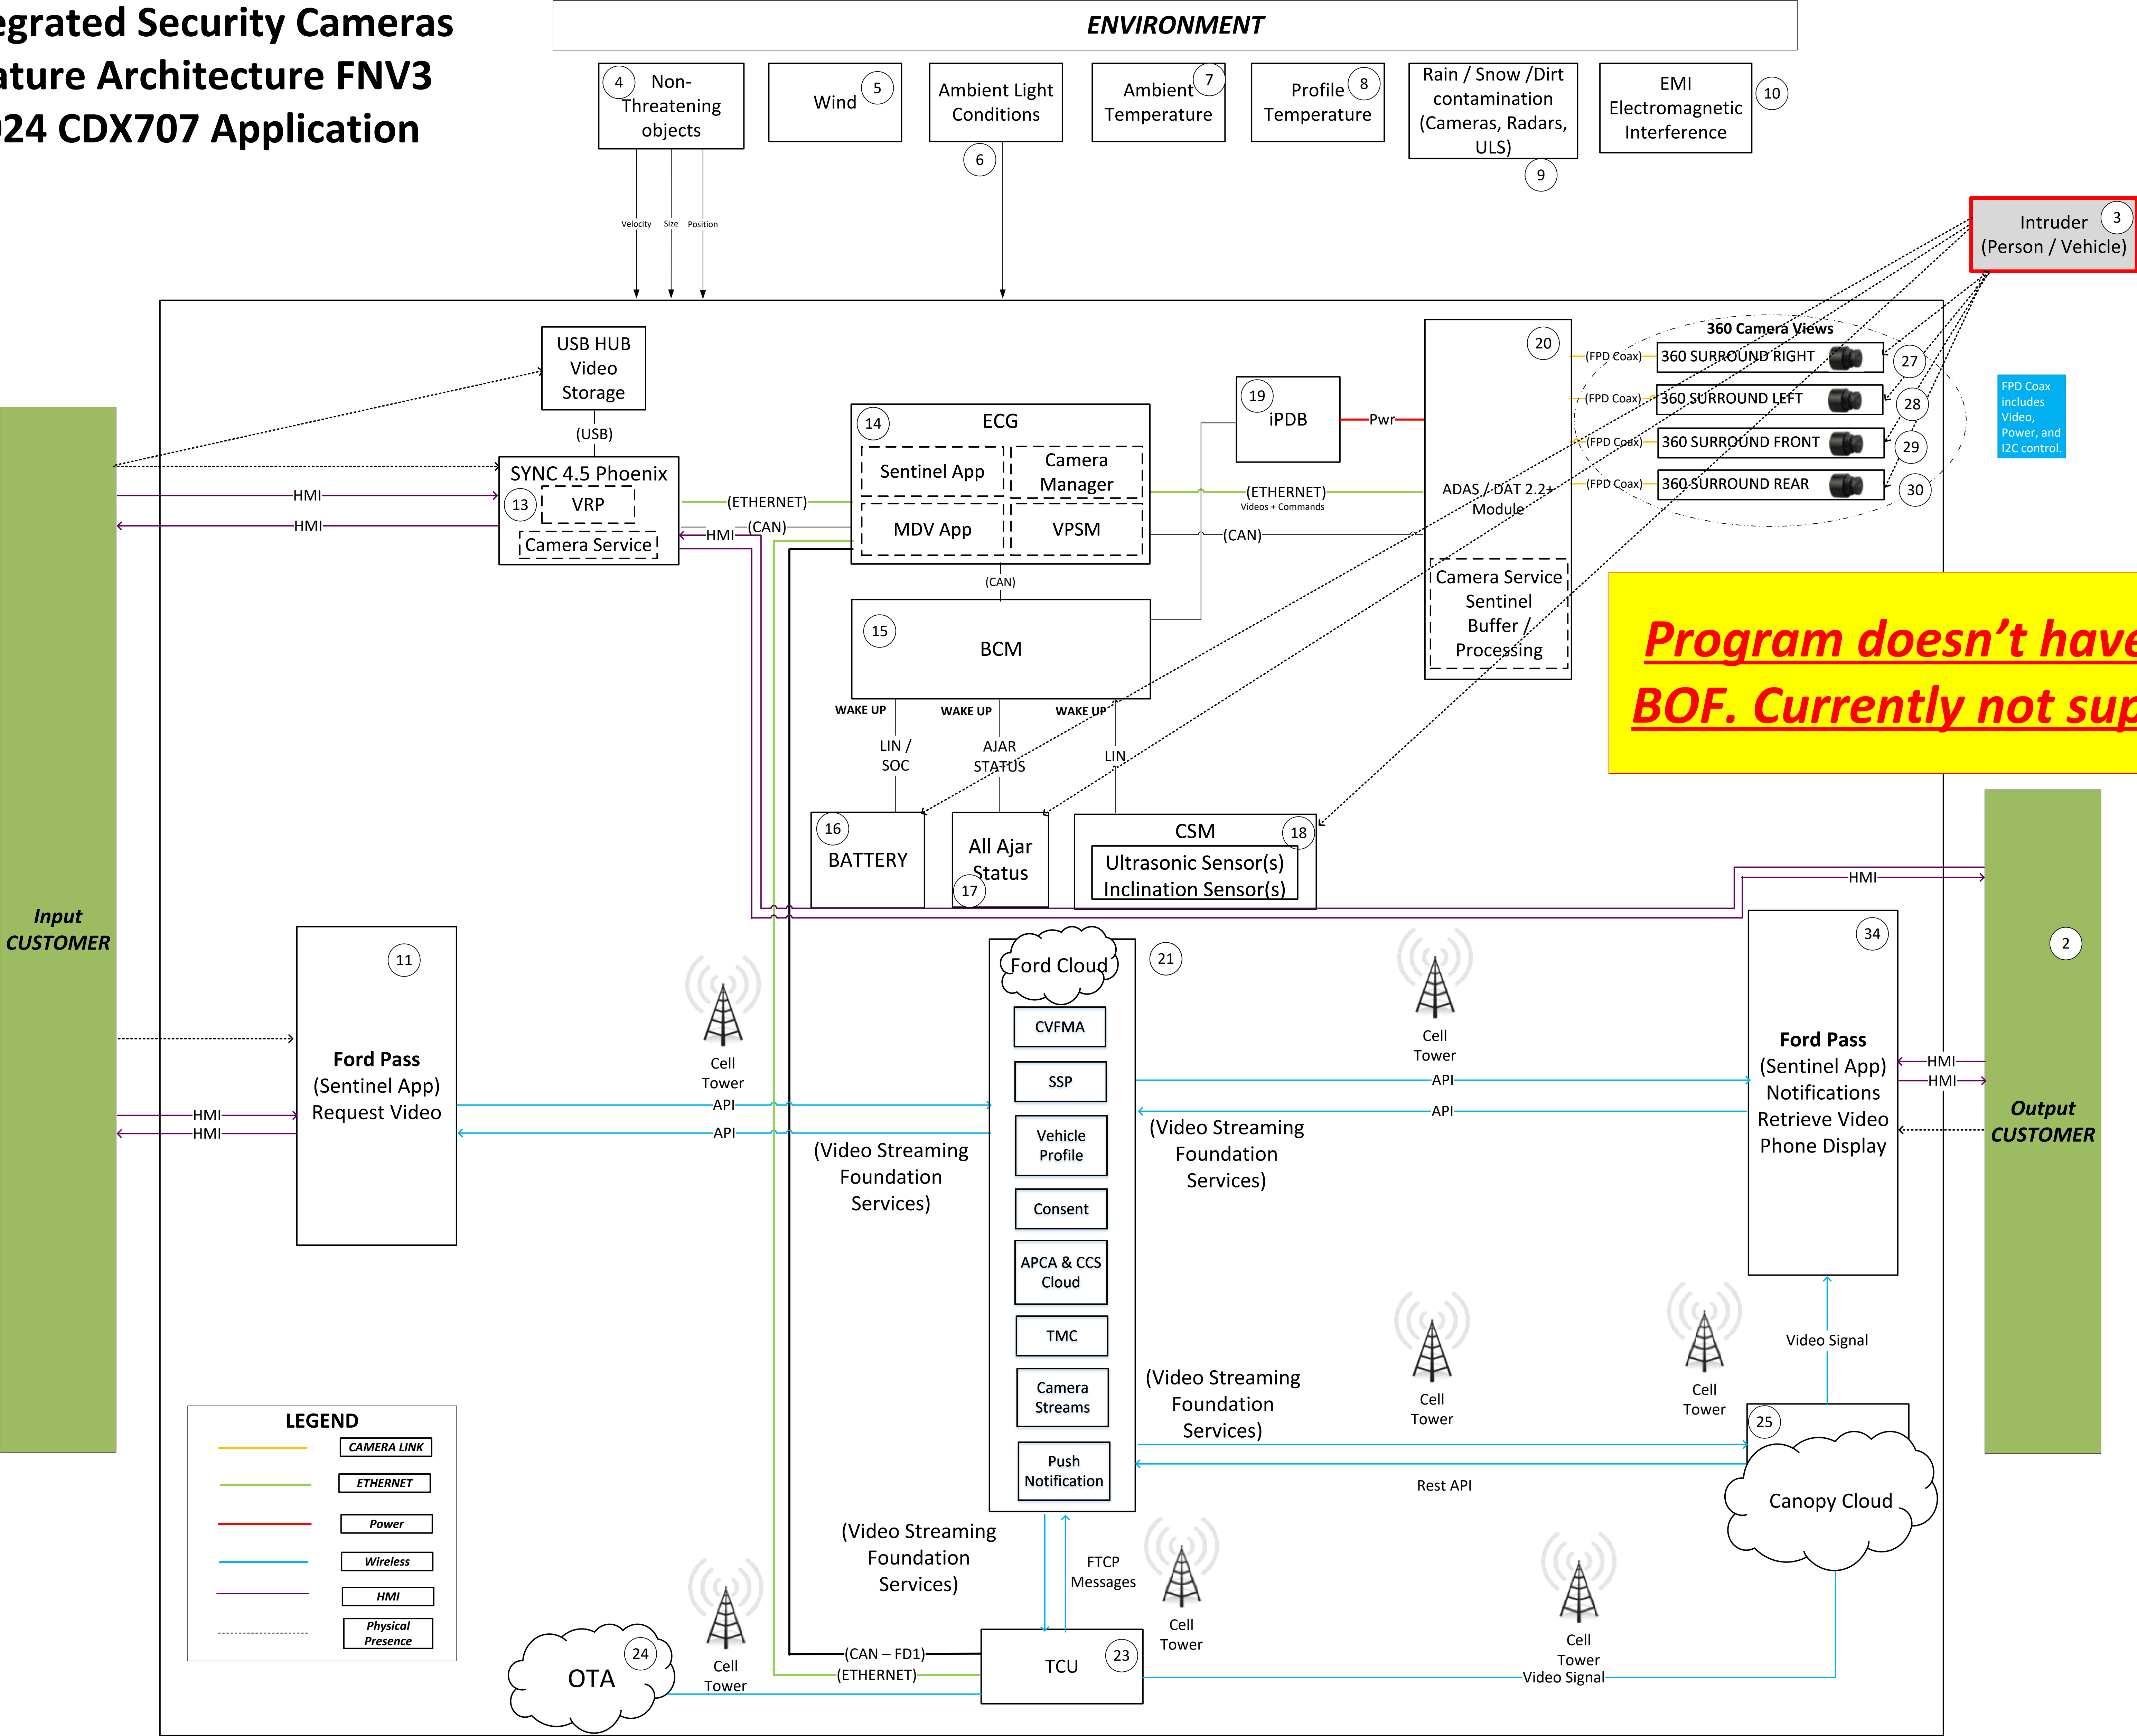 egrated Security Cameras
ature Architecture FNV3
024 CDX707 Application
ENVIRONMENT
4
Non-
Threatening
objects
Wind
5
Ambient Light
Conditions
6
Ambient
Temperature
7
Profile
Temperature
8
Rain / Snow /Dirt
contamination
(Cameras, Radars,
ULS)
9
EMI
Electromagnetic
Interference
10
Velocity
Size
Position
Intruder
(Person / Vehicle)
3
USB HUB
Video
Storage
(USB)
SYNC 4.5 Phoenix
13
VRP
Camera Service
HMI
HMI
(ETHERNET)
(CAN)
HMI
14
ECG
Sentinel App
Camera
Manager
MDV App
VPSM
(CAN)
19
iPDB
Pwr
(ETHERNET)
Videos + Commands
(CAN)
20
ADAS / DAT 2.2+
Module
Camera Service
Sentinel
Buffer /
Processing
360 Camera Views
(FPD Coax)
360 SURROUND RIGHT
27
(FPD Coax)
360 SURROUND LEFT
28
(FPD Coax)
360 SURROUND FRONT
29
(FPD Coax)
360 SURROUND REAR
30
FPD Coax
includes
Video,
Power, and
I2C control.
Program doesn't have
BOF. Currently not sup
15
BCM
WAKE UP
WAKE UP
WAKE UP
LIN /
SOC
AJAR
STATUS
LIN
16
BATTERY
All Ajar
Status
17
CSM
18
Ultrasonic Sensor(s)
Inclination Sensor(s)
HMI
Input
CUSTOMER
11
Ford Pass
(Sentinel App)
Request Video
HMI
HMI
Cell
Tower
API
API
(Video Streaming
Foundation
Services)
Ford Cloud
21
CVFMA
SSP
Vehicle
Profile
Consent
APCA & CCS
Cloud
TMC
Camera
Streams
Push
Notification
Cell
Tower
API
API
(Video Streaming
Foundation
Services)
34
Ford Pass
(Sentinel App)
Notifications
Retrieve Video
Phone Display
HMI
HMI
2
Output
CUSTOMER
Video Signal
Cell
Tower
Cell
Tower
(Video Streaming
Foundation
Services)
Rest API
25
Canopy Cloud
LEGEND
CAMERA LINK
ETHERNET
Power
Wireless
HMI
Physical
Presence
(Video Streaming
Foundation
Services)
FTCP
Messages
Cell
Tower
Cell
Tower
Cell
Tower
OTA
24
(CAN – FD1)
(ETHERNET)
TCU
23
Video Signal